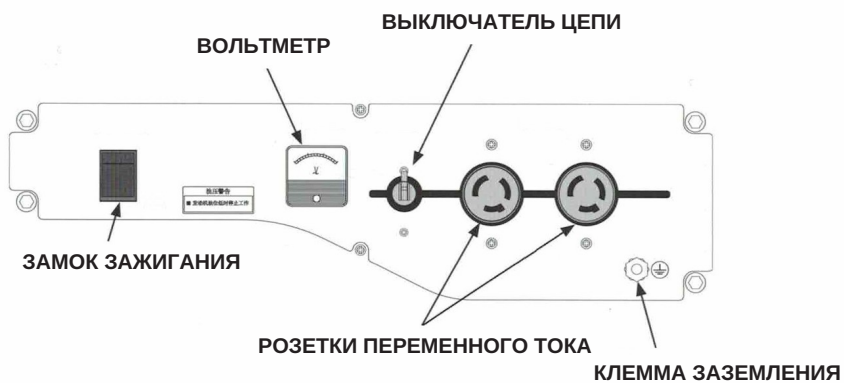 ВЫКЛЮЧАТЕЛЬ ЦЕПИ
ВОЛЬТМЕТР
V
ЗАМОК ЗАЖИГАНИЯ
РОЗЕТКИ ПЕРЕМЕННОГО ТОКА
КЛЕММА ЗАЗЕМЛЕНИЯ